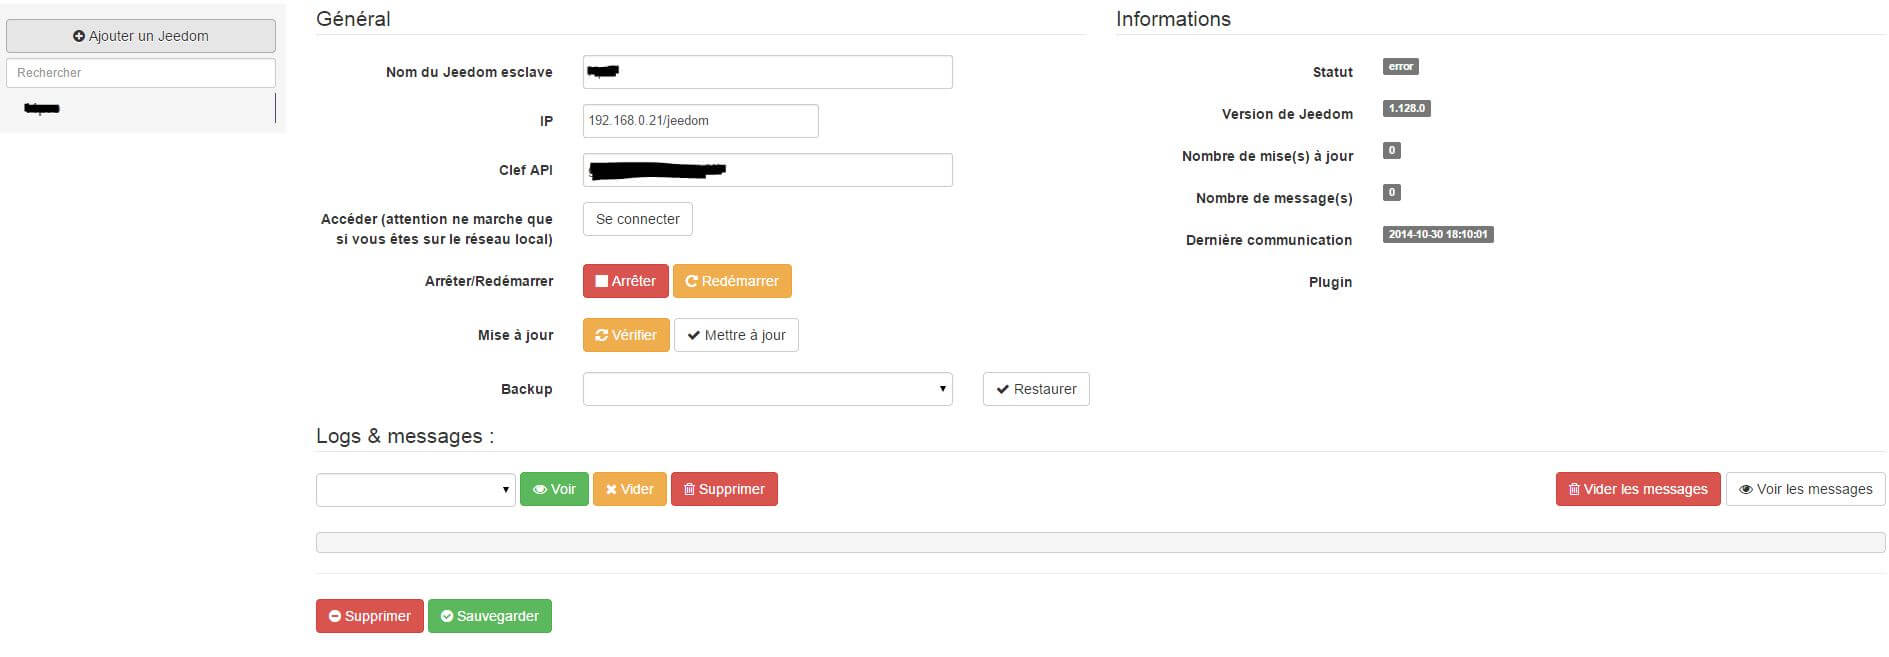 Ajouter un Jeedom
Rechercher
Général
Nom du Jeedom esclave
IP
192.168.0.21/jeedom
Clef API
Accéder (attention ne marche que
si vous êtes sur le réseau local)
Se connecter
Arrêter/Redémarrer
Arrêter
Redémarrer
Mise à jour
Vérifier
Mettre à jour
Backup
Restaurer
Informations
Statut
error
Version de Jeedom
1.128.0
Nombre de mise(s) à jour
0
Nombre de message(s)
0
Dernière communication
2014-10-30 18:10:01
Plugin
Logs & messages :
Voir
Vider
Supprimer
Vider les messages
Voir les messages
Supprimer
Sauvegarder